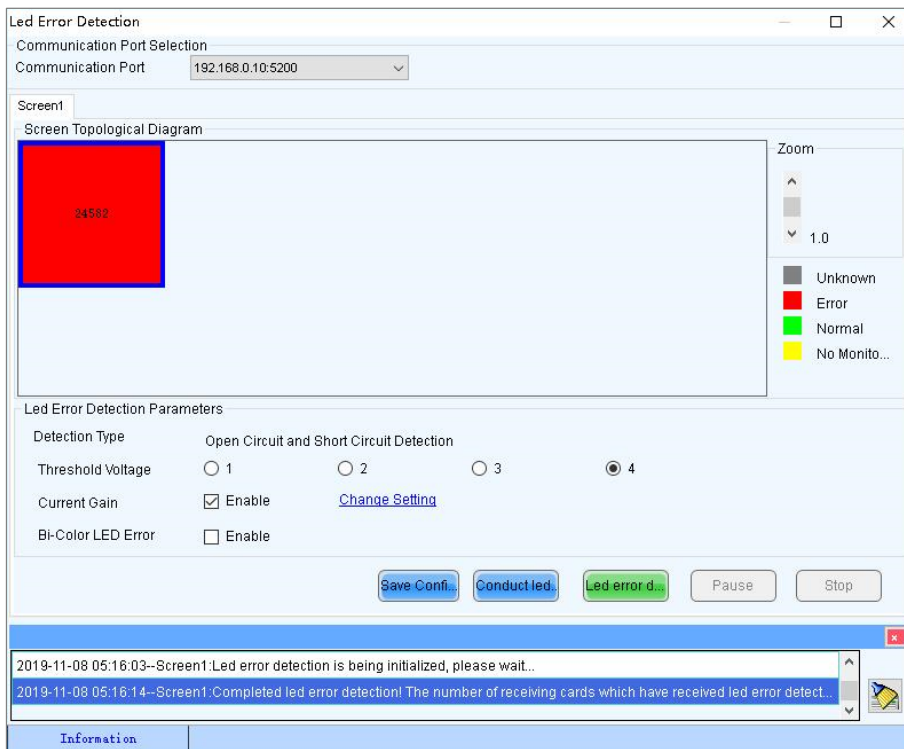 Led Error Detection
Communication Port Selection
Communication Port 192.168.0.10:5200
Screen1
Screen Topological Diagram
Zoom
24582
1.0
Unknown
Error
Normal
No Monito...
Led Error Detection Parameters
Detection Type Open Circuit and Short Circuit Detection
Threshold Voltage 1 2 3 4
Current Gain Enable Change Setting
Bi-Color LED Error Enable
Save Confi... Conduct led.. Led error d... Pause Stop
2019-11-08 05:16:03--Screen1:Led error detection is being initialized, please wait...
2019-11-08 05:16:14--Screen1:Completed led error detection! The number of receiving cards which have received led error detect...
Information